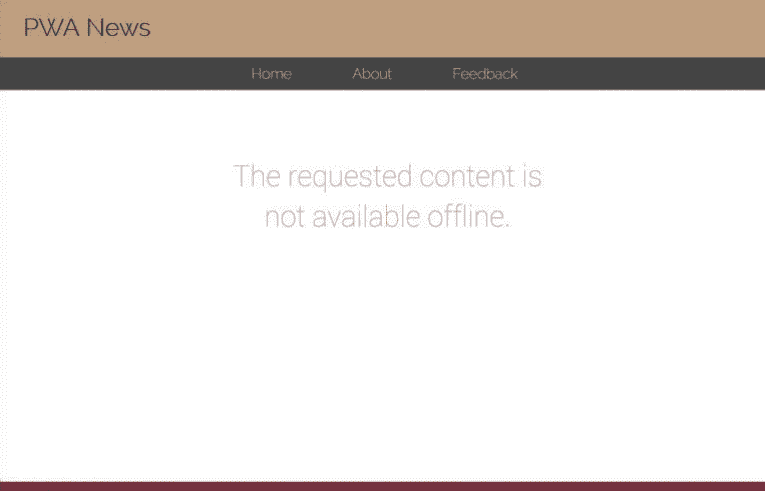 PWA News
Home About Feedback
The requested content is
not available offline.